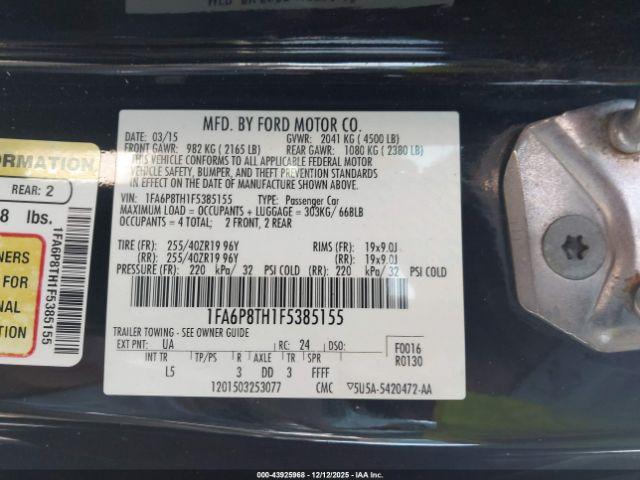 MFD. BY FORD MOTOR CO.
DATE: 03/15 GVWR: 2041 KG ( 4500 LB)
FRONT GAWR: 982 KG ( 2165 LB) REAR GAWR: 1080 KG ( 2380 LB)
THIS VEHICLE CONFORMS TO ALL APPLICABLE FEDERAL MOTOR
VEHICLE SAFETY, BUMPER, AND THEFT PREVENTION STANDARDS
IN EFFECT ON THE DATE OF MANUFACTURE SHOWN ABOVE.
VIN: 1FA6P8TH1F5385155 TYPE: Passenger Car
MAXIMUM LOAD = OCCUPANTS + LUGGAGE = 303KG/ 668LB
OCCUPANTS = 4 TOTAL; 2 FRONT, 2 REAR
TIRE (FR): 255/40ZR19 96Y RIMS (FR): 19x9.0J
(RR): 255/40ZR19 96Y (RR): 19x9.0J
PRESSURE (FR): 220 kPa/ 32 PSI COLD (RR): 220 kPa/ 32 PSI COLD
1FA6P8TH1F5385155
TRAILER TOWING - SEE OWNER GUIDE
EXT PNT: UA RC: 24 DSO: F0016
R0130
INT TR TP/PS R AXLE TR SPR
L5 3 DD 3 FFFF
1201503253077 CMC 5U5A-5420472-AA
ORMATION
REAR: 2
8 lbs.
WNERS
FOR
NAL
TION
1FA6P8TH1F5385155
000-43925968 - 12/12/2025 - IAAI.COM